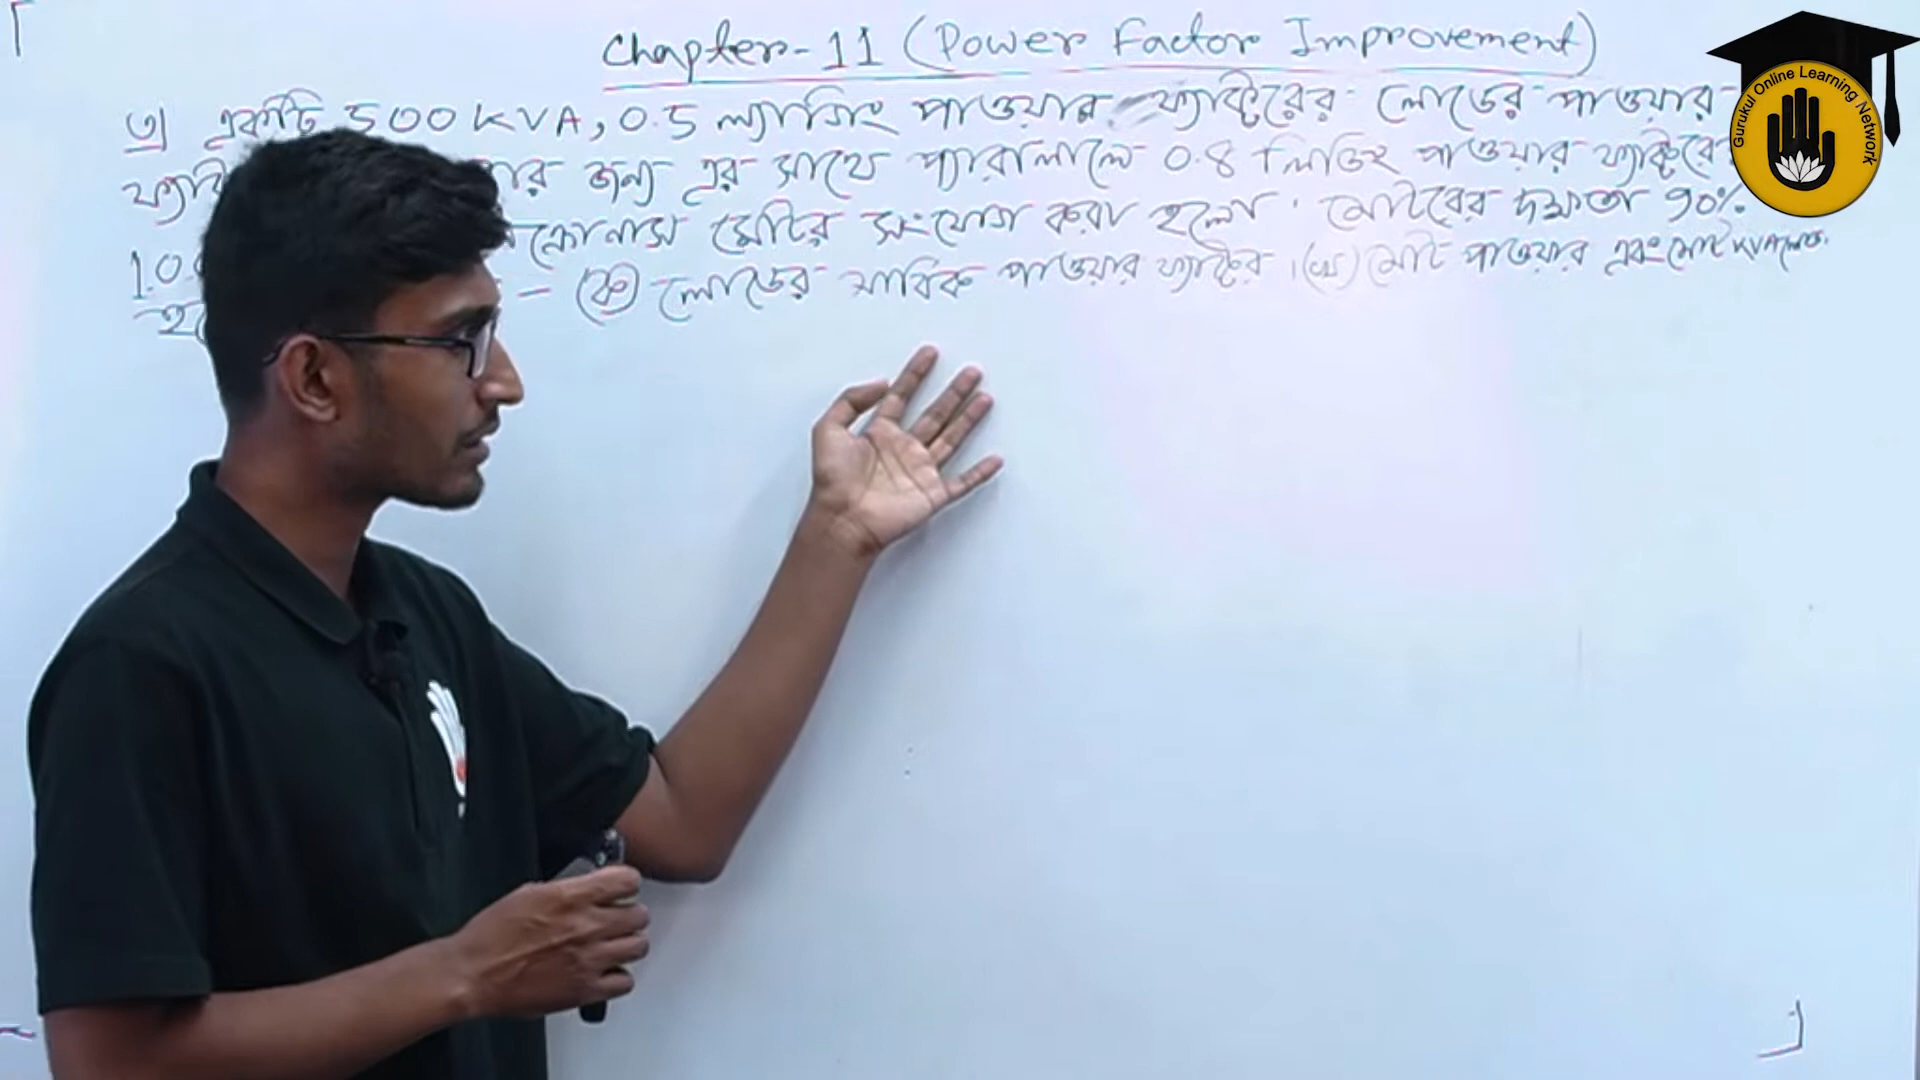 Chapter-11 (Power Factor Improvement)
৩| একটি 500 KVA, 0.5 ল্যাগিং পাওয়ার ফ্যাক্টরের লোডের পাওয়ার
জন্য এর সাথে প্যারালালে 0.8 লিডিং পাওয়ার ফ্যাক্টরের
মোটর সংযোগ করা হলো। মোটরের দক্ষতা 90%.
(ক) লোডের সার্বিক পাওয়ার ফ্যাক্টর। (খ) মোট পাওয়ার এবং মোট KVA
Gurukul Online Learning Network